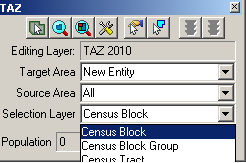 TAZ
Editing Layer: TAZ 2010
Target Area New Entity
Source Area All
Selection Layer Census Block
Population 0 Census Block
Census Block Group
Census Tract